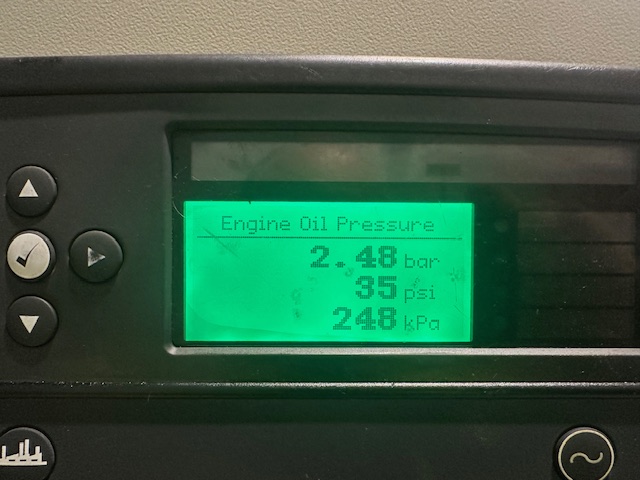 Engine Oil Pressure
2.48 bar
35 psi
248 kPa